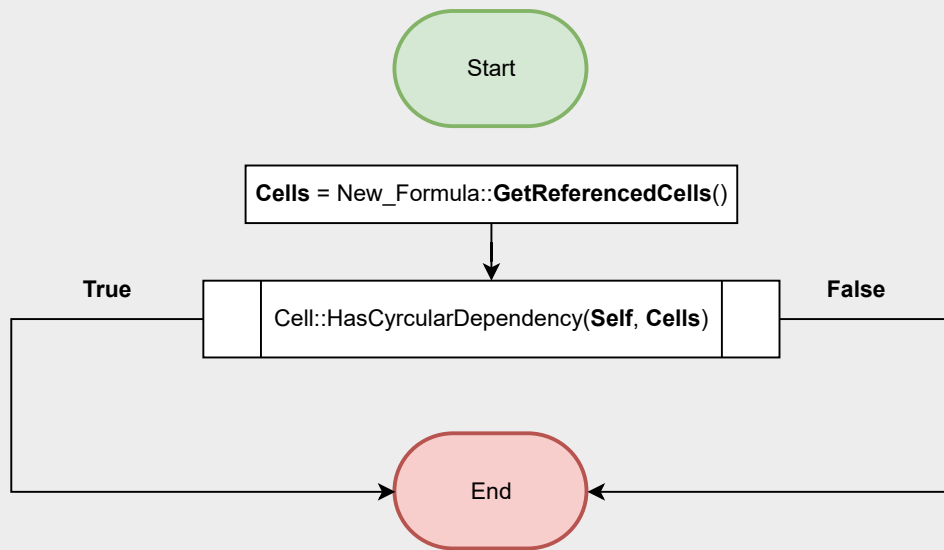 Start
Cells = New_Formula::GetReferencedCells()
True
False
Cell::HasCyrcularDependency(Self, Cells)
End